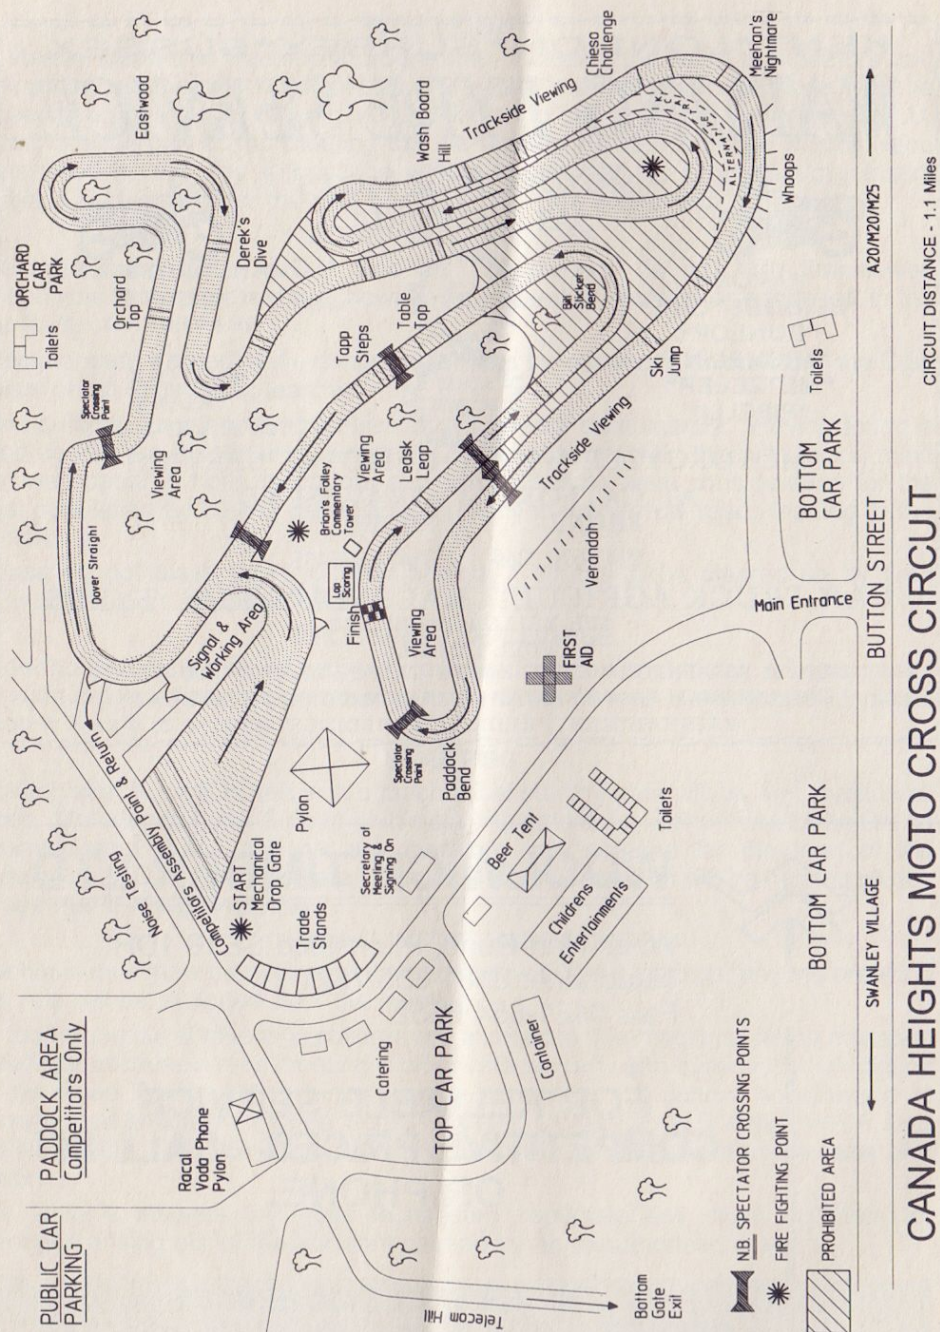 PUBLIC CAR
PARKING
PADDOCK AREA
Competitors Only
Racal
Voda Phone
Pylon
Telecom Hill
Bottom
Gate
Exit
TOP CAR PARK
Catering
Container
Trade
Stands
START
Mechanical
Drop Gate
Noise Testing
Competitors Assembly Point & Return
Secretary of
Meeting &
Signing On
Pylon
Beer Tent
Childrens
Entertainments
Toilets
BOTTOM CAR PARK
Spectator
Crossing
Point
Paddock
Bend
Viewing
Area
Finish
Lap
Scoring
Brian's Folley
Commentary
Tower
Signal &
Working Area
Dover Straight
FIRST
AID
Main Entrance
Verandah
Trackside Viewing
BOTTOM
CAR PARK
Toilets
Viewing
Area
Spectator
Crossing
Point
Toilets
ORCHARD
CAR
PARK
Orchard
Top
Eastwood
Derek's
Dive
Tapp
Steps
Table
Top
Viewing
Area
Leask
Leap
Bill
Sticker
Bend
Ski
Jump
Wash Board
Hill
Trackside Viewing
Chieso
Challenge
Meehan's
Nightmare
Whoops
N.B. SPECTATOR CROSSING POINTS
FIRE FIGHTING POINT
PROHIBITED AREA
SWANLEY VILLAGE
BUTTON STREET
A20/M20/M25
CANADA HEIGHTS MOTO CROSS CIRCUIT
CIRCUIT DISTANCE - 1.1 Miles